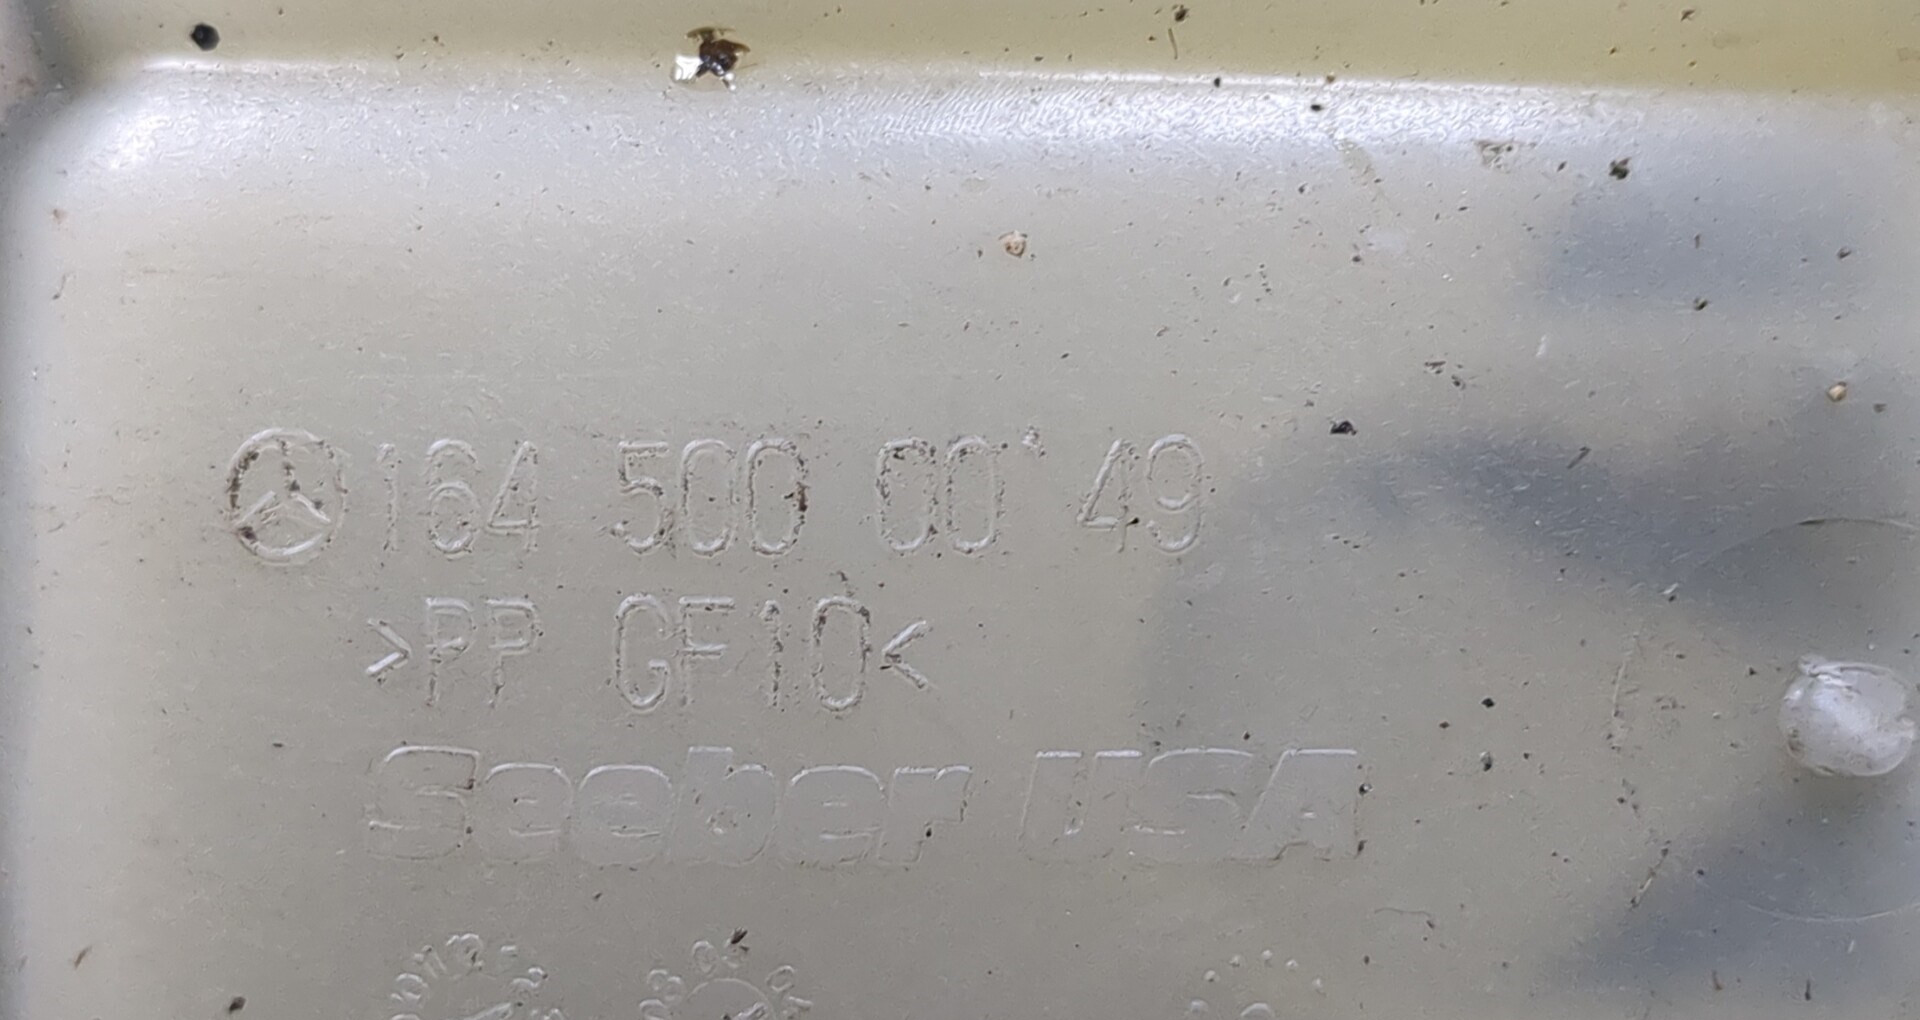 164 500 00 49
>PP GF10<
Seeber USA